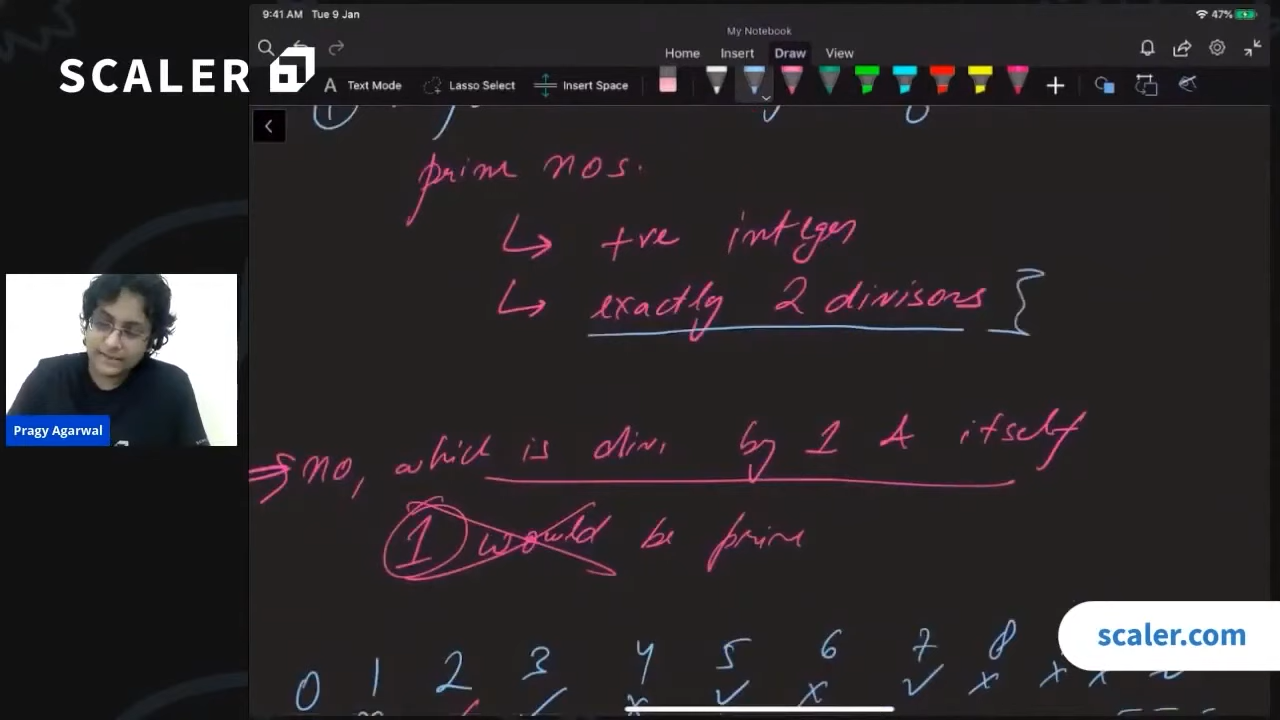 9:41 AM Tue 9 Jan
47%
My Notebook
Home Insert Draw View
SCALER
Text Mode Lasso Select Insert Space
prime nos.
↳ +ve integer
↳ exactly 2 divisors }
⇒ no, which is div. by 1 & itself
1 would be prime
Pragy Agarwal
scaler.com
0 1 2 3 4 5 6 7 8
✓ x ✓ x ✓ x x x